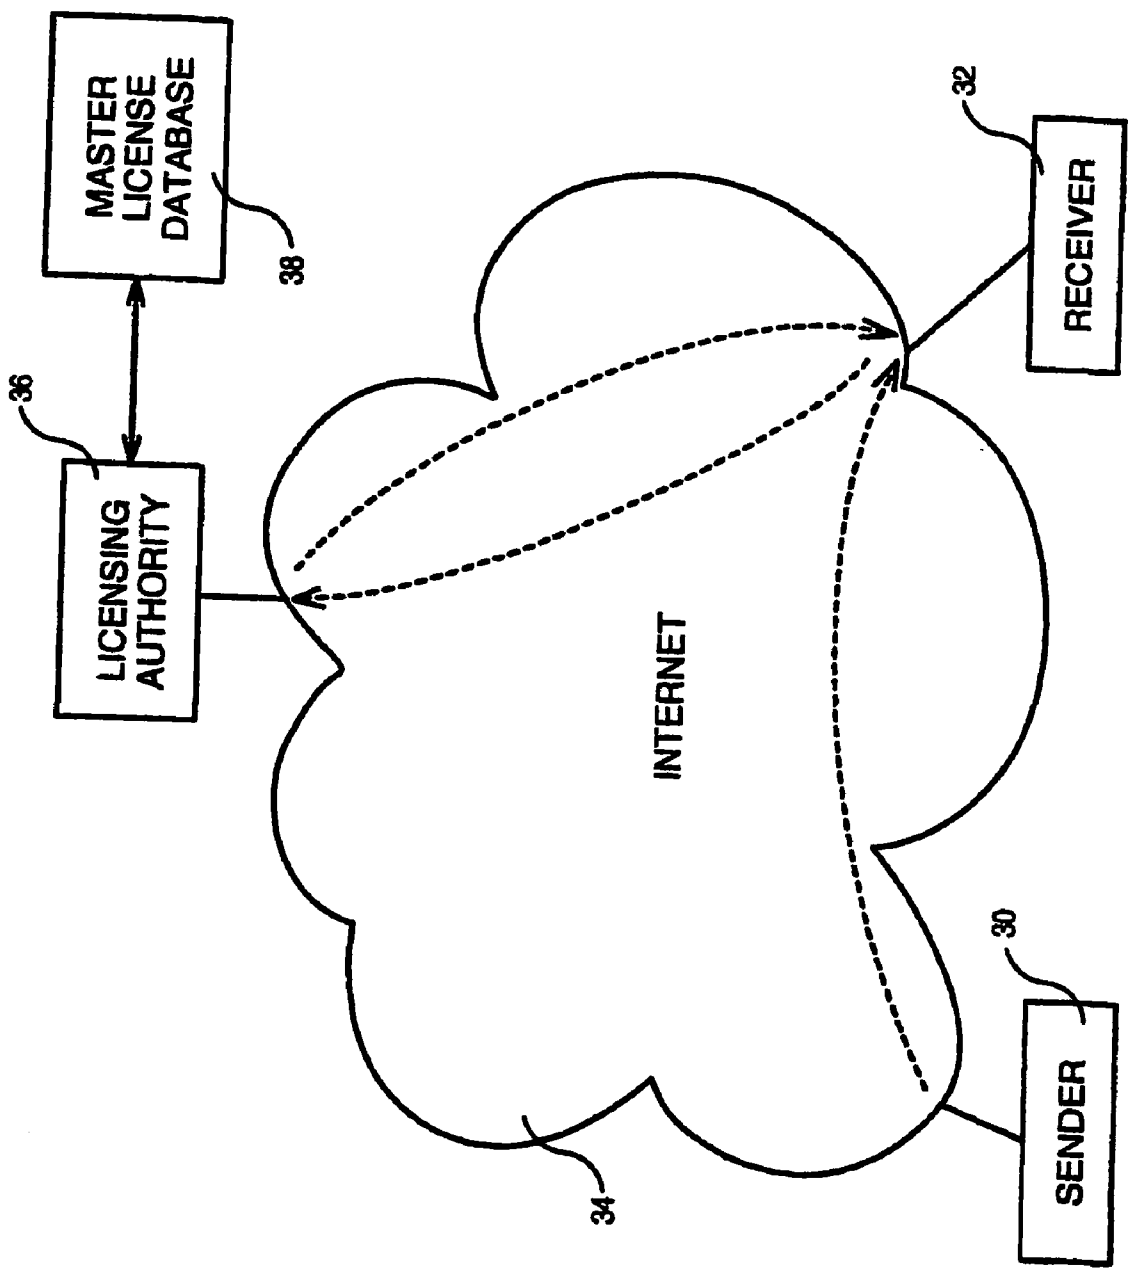 36
LICENSING
AUTHORITY
MASTER
LICENSE
DATABASE
38
INTERNET
34
30
SENDER
32
RECEIVER